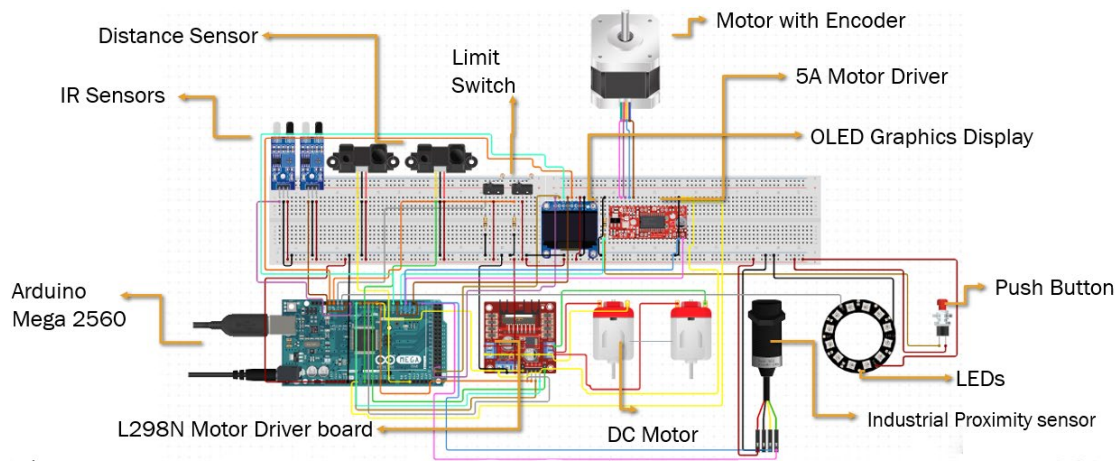 Motor with Encoder
Distance Sensor
Limit
Switch
5A Motor Driver
IR Sensors
OLED Graphics Display
Arduino
Mega 2560
Push Button
MEGA
LEDs
L298N Motor Driver board
DC Motor
Industrial Proximity sensor